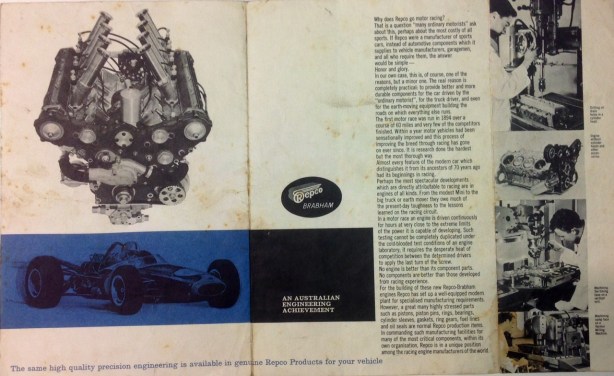 Repco
BRABHAM
AN AUSTRALIAN
ENGINEERING
ACHIEVEMENT
The same high quality precision engineering is available in genuine Repco Products for your vehicle
Why does Repco go motor racing?
That is a question "many ordinary motorists" ask
about this, perhaps about the most costly of all
sports. If Repco were a manufacturer of sports
cars, instead of automotive components which it
supplies to vehicle manufacturers, garagemen,
and all who require them, the answer
would be simple —
Honor and glory.
In our own case, this is, of course, one of the
reasons, but a minor one. The real reason is
completely practical: to provide better and more
durable components for the car driven by the
"ordinary motorist", for the truck driver, and even
for the earth-moving equipment building the
roads on which everything else runs.
The first motor race was run in 1894 over a
course of 60 miles and very few of the competitors
finished. Within a year motor vehicles had been
sensationally improved and this process of
improving the breed through racing has gone
on ever since. It is research done the hardest
but the most thorough way.
Almost every feature of the modern car which
distinguishes it from its ancestors of 70 years ago
had its beginnings in racing.
Perhaps the most spectacular developments
which are directly attributable to racing are in
engines of all kinds. From the modest Mini to the
big truck or earth mover they owe much of
the present-day toughness to the lessons
learned on the racing circuit.
In a motor race an engine is driven continuously
for hours at very close to the extreme limits
of the power it is capable of developing. Such
testing cannot be completely duplicated under
the cold-blooded test conditions of an engine
laboratory; it requires the desperate heat of
competition between the determined drivers
to apply the last turn of the screw.
No engine is better than its component parts.
No components are better than those developed
from racing experience.
For the building of these new Repco-Brabham
engines Repco has set up a well-equipped modern
plant for specialised manufacturing requirements.
However, a great many highly stressed parts
such as pistons, piston pins, rings, bearings,
cylinder sleeves, gaskets, ring gears, fuel lines
and oil seals are normal Repco production items.
In commanding such manufacturing facilities for
many of the most critical components, within its
own organisation, Repco is in a unique position
among the racing engine manufacturers of the world.